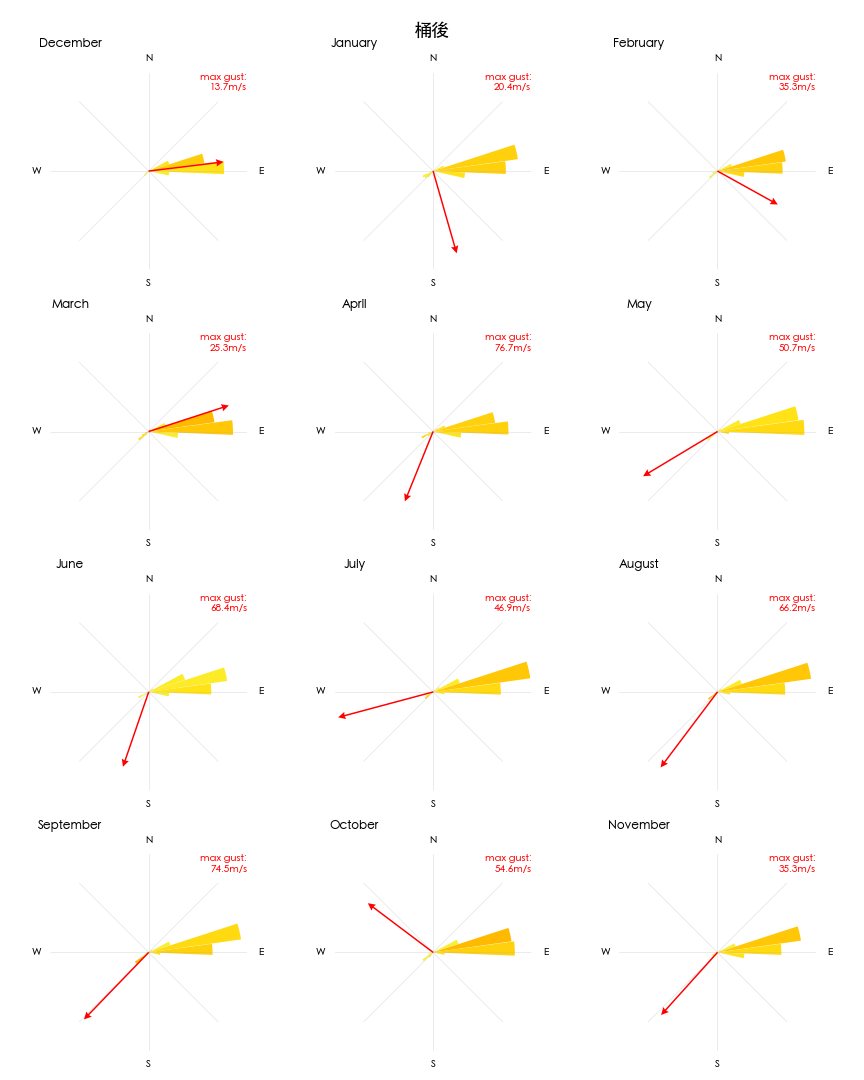 桶後
December
N
max gust:
13.7m/s
W
E
S
January
N
max gust:
20.4m/s
W
E
S
February
N
max gust:
35.3m/s
W
E
S
March
N
max gust:
25.3m/s
W
E
S
April
N
max gust:
76.7m/s
W
E
S
May
N
max gust:
50.7m/s
W
E
S
June
N
max gust:
68.4m/s
W
E
S
July
N
max gust:
46.9m/s
W
E
S
August
N
max gust:
66.2m/s
W
E
S
September
N
max gust:
74.5m/s
W
E
S
October
N
max gust:
54.6m/s
W
E
S
November
N
max gust:
35.3m/s
W
E
S